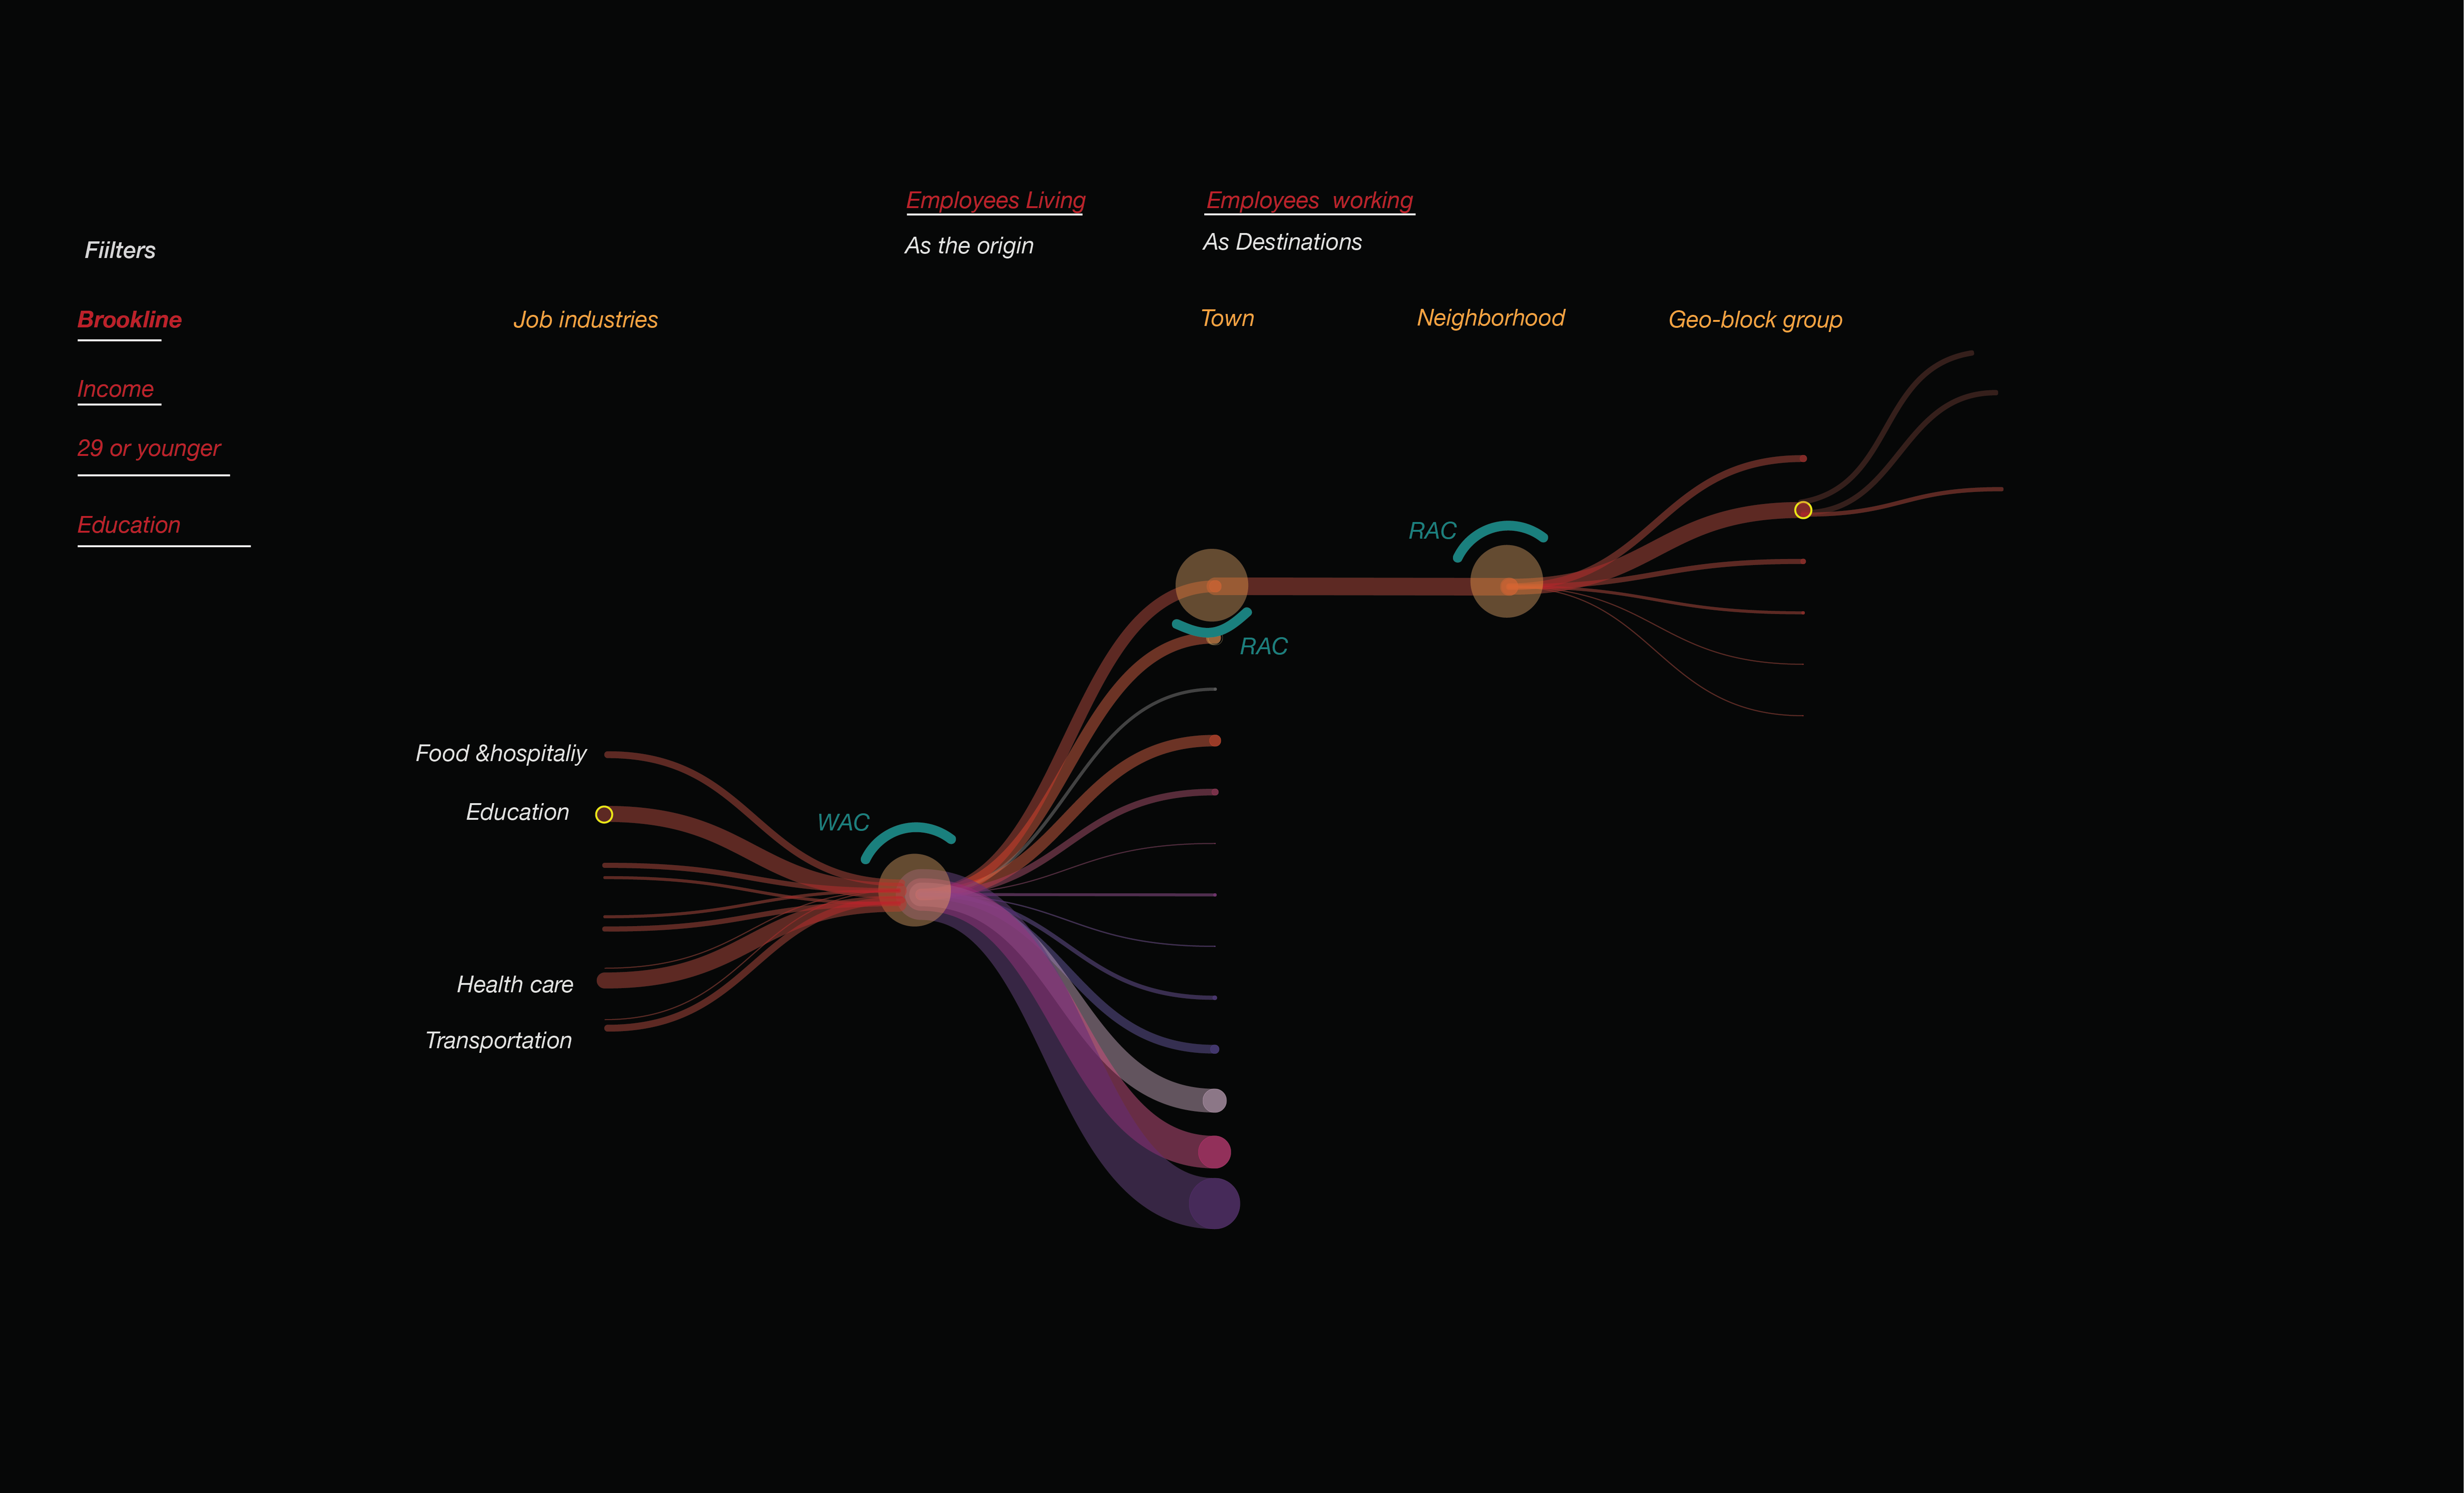 Employees Living
Employees  working
As the origin
As Destinations
Fiilters
Brookline
Job industries
Town
Neighborhood
Geo-block group
Income
29 or younger
Education
RAC
RAC
Food &hospitaliy
Education
WAC
Health care
Transportation